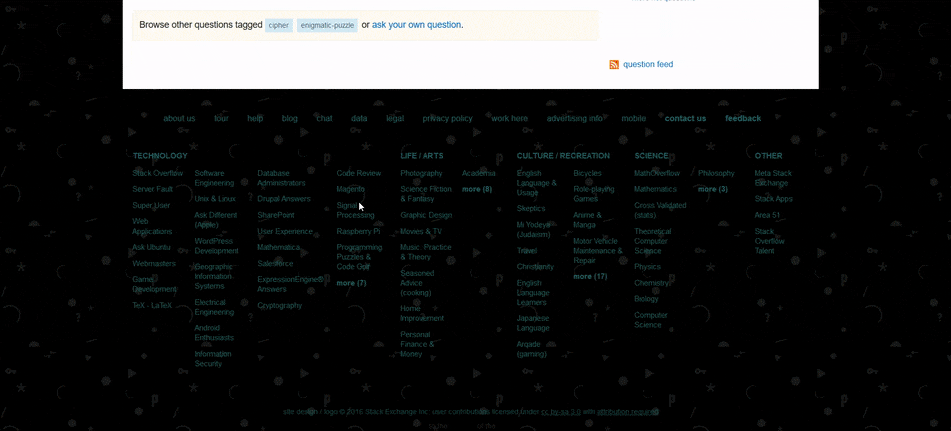 Browse other questions tagged cipher enigmatic-puzzle or ask your own question.
question feed
about us tour help blog chat data legal privacy policy work here advertising info mobile contact us feedback
TECHNOLOGY
Stack Overflow
Server Fault
Super User
Web
Applications
Ask Ubuntu
Webmasters
Game
Development
TeX - LaTeX
Software
Engineering
Unix & Linux
Ask Different
(Apple)
WordPress
Development
Geographic
Information
Systems
Electrical
Engineering
Android
Enthusiasts
Information
Security
Database
Administrators
Drupal Answers
SharePoint
User Experience
Mathematica
Salesforce
ExpressionEngine®
Answers
Cryptography
Code Review
Magento
Signal
Processing
Raspberry Pi
Programming
Puzzles &
Code Golf
more (7)
LIFE / ARTS
Photography
Science Fiction
& Fantasy
Graphic Design
Movies & TV
Music: Practice
& Theory
Seasoned
Advice
(cooking)
Home
Improvement
Personal
Finance &
Money
Academia
more (8)
CULTURE / RECREATION
English
Language &
Usage
Skeptics
Mi Yodeya
(Judaism)
Travel
Christianity
English
Language
Learners
Japanese
Language
Arqade
(gaming)
Bicycles
Role-playing
Games
Anime &
Manga
Motor Vehicle
Maintenance &
Repair
more (17)
SCIENCE
MathOverflow
Mathematics
Cross Validated
(stats)
Theoretical
Computer
Science
Physics
Chemistry
Biology
Computer
Science
Philosophy
more (3)
OTHER
Meta Stack
Exchange
Stack Apps
Area 51
Stack
Overflow
Talent
site design / logo © 2016 Stack Exchange Inc; user contributions licensed under cc by-sa 3.0 with attribution required